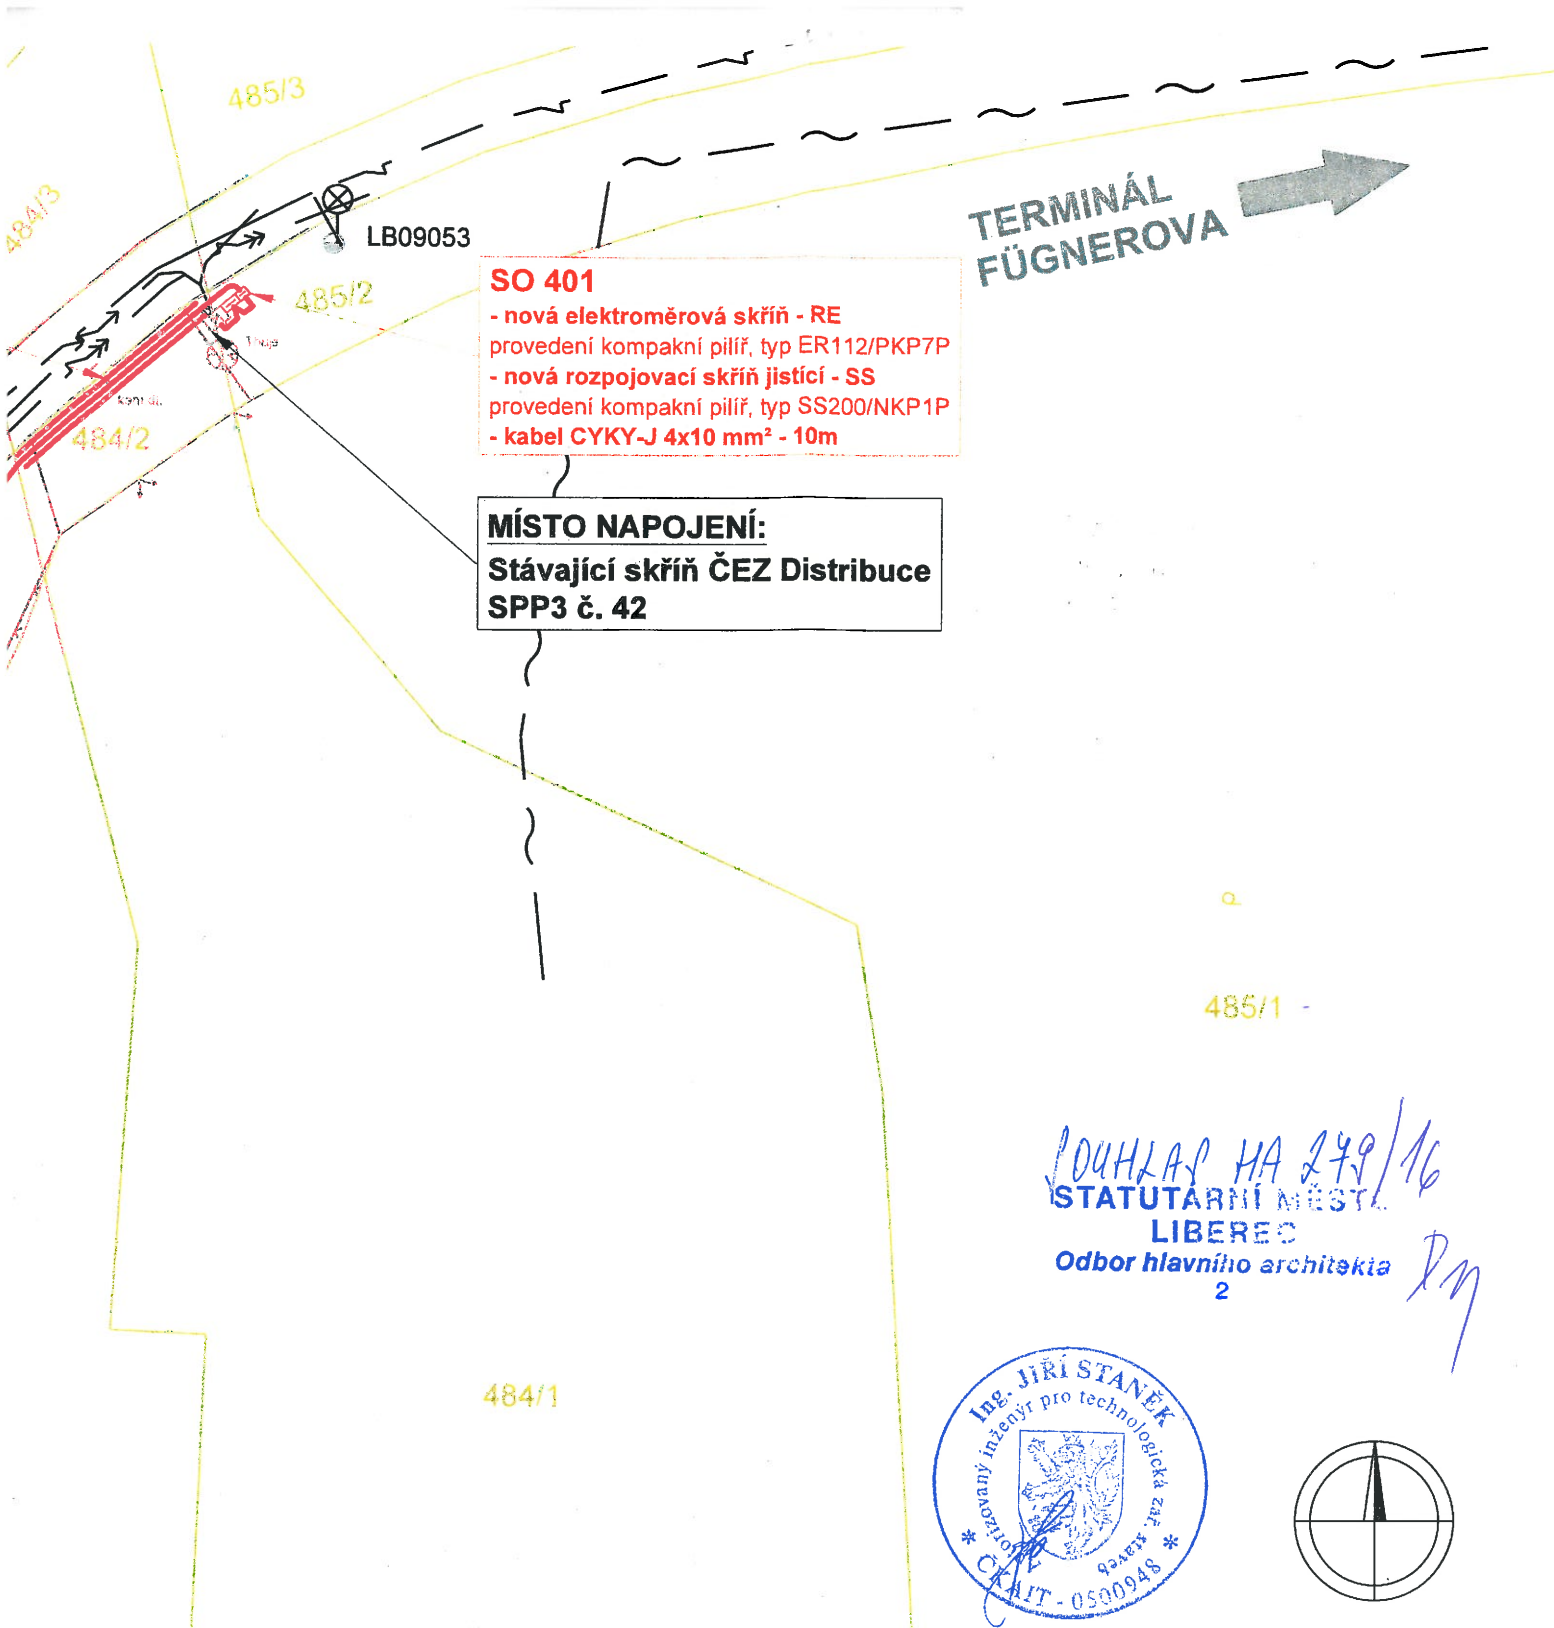 485/3
484/3
LB09053
TERMINÁL
FÜGNEROVA
485/2
SO 401
- nová elektroměrová skříň - RE
provedení kompakní pilíř, typ ER112/PKP7P
- nová rozpojovací skříň jistící - SS
provedení kompakní pilíř, typ SS200/NKP1P
- kabel CYKY-J 4x10 mm² - 10m
484/2
MÍSTO NAPOJENÍ:
Stávající skříň ČEZ Distribuce
SPP3 č. 42
485/1
SOUHLAS HA 279/16
STATUTÁRNÍ MĚSTO
LIBEREC
Odbor hlavního architekta
2
484/1
Ing. JIŘÍ STANĚK
inženýr pro technologická zař. staveb
* ČKAIT - 0500948 *